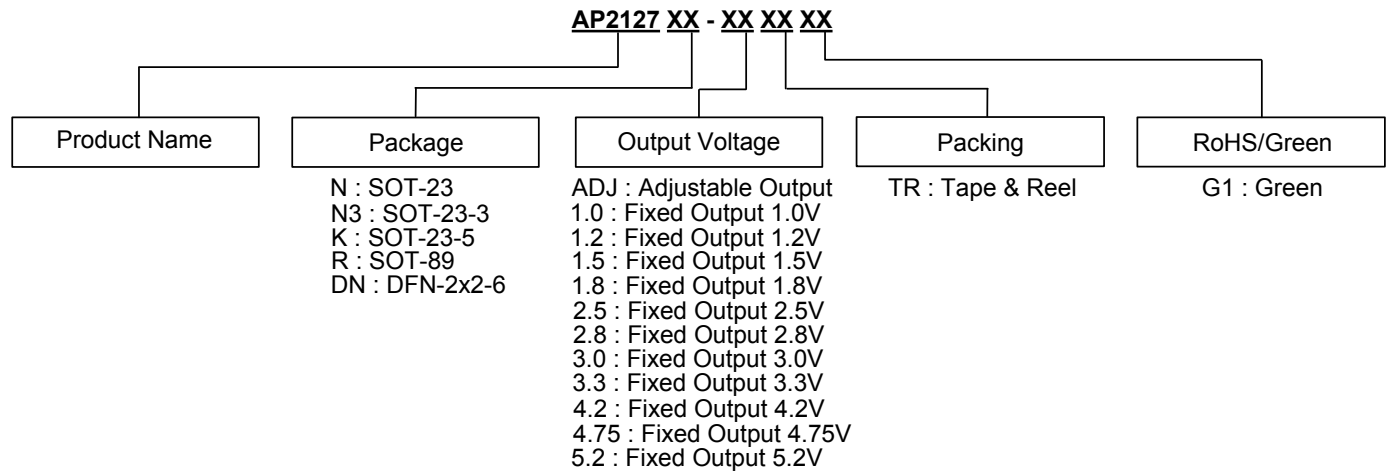 AP2127 XX - XX XX XX
Product Name
Package
Output Voltage
Packing
RoHS/Green
N : SOT-23
N3 : SOT-23-3
K : SOT-23-5
R : SOT-89
DN : DFN-2x2-6
ADJ : Adjustable Output
1.0 : Fixed Output 1.0V
1.2 : Fixed Output 1.2V
1.5 : Fixed Output 1.5V
1.8 : Fixed Output 1.8V
2.5 : Fixed Output 2.5V
2.8 : Fixed Output 2.8V
3.0 : Fixed Output 3.0V
3.3 : Fixed Output 3.3V
4.2 : Fixed Output 4.2V
4.75 : Fixed Output 4.75V
5.2 : Fixed Output 5.2V
TR : Tape & Reel
G1 : Green